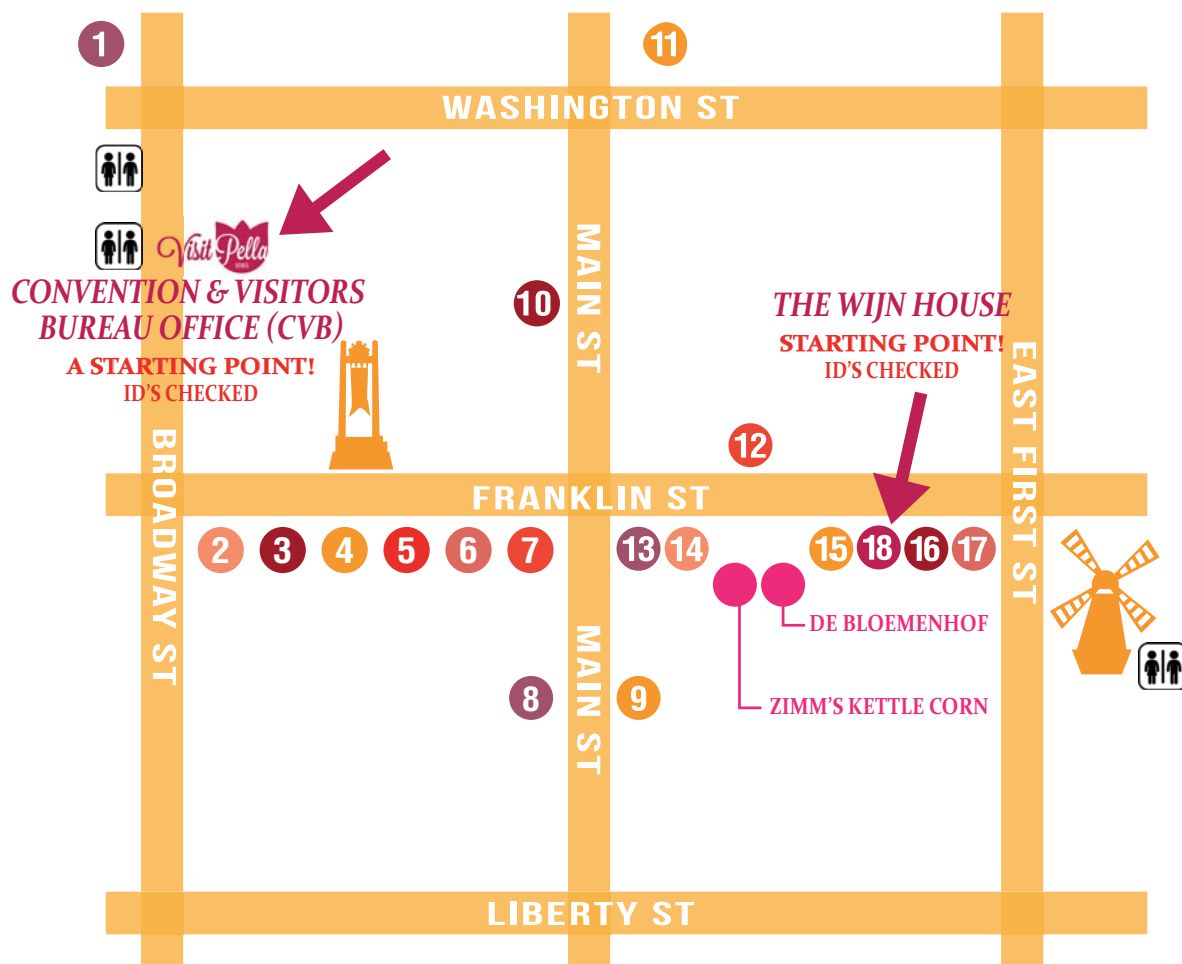 1
11
WASHINGTON ST
Visit Pella
CONVENTION & VISITORS
BUREAU OFFICE (CVB)
A STARTING POINT!
ID'S CHECKED
MAIN ST
10
THE WIJN HOUSE
STARTING POINT!
ID'S CHECKED
EAST FIRST ST
BROADWAY ST
12
FRANKLIN ST
2
3
4
5
6
7
13
14
15
18
16
17
DE BLOEMENHOF
ZIMM'S KETTLE CORN
8
MAIN ST
9
LIBERTY ST